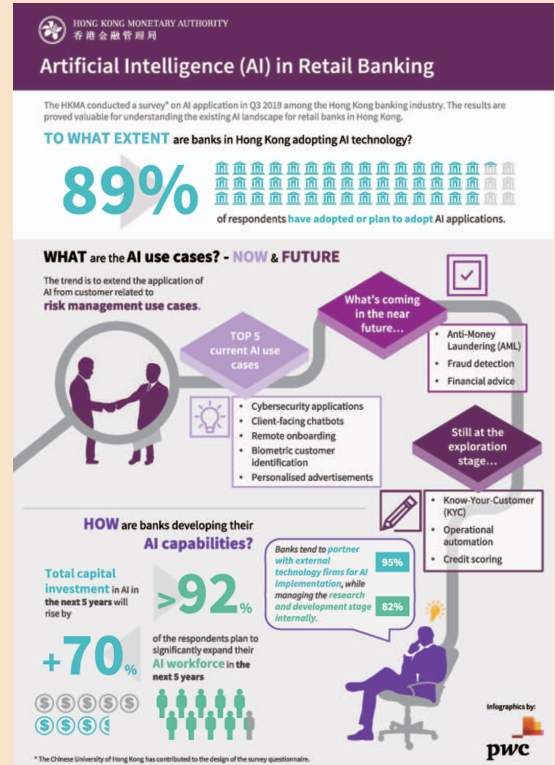 HONG KONG MONETARY AUTHORITY
香港金融管理局
Artificial Intelligence (AI) in Retail Banking
The HKMA conducted a survey* on AI application in Q3 2019 among the Hong Kong banking industry. The results are
proved valuable for understanding the existing AI landscape for retail banks in Hong Kong.
TO WHAT EXTENT are banks in Hong Kong adopting AI technology?
89%
of respondents have adopted or plan to adopt AI applications.
WHAT are the AI use cases? - NOW & FUTURE
The trend is to extend the application of
AI from customer related to
risk management use cases.
TOP 5
current AI use
cases
• Cybersecurity applications
• Client-facing chatbots
• Remote onboarding
• Biometric customer
identification
• Personalised advertisements
What's coming
in the near
future...
• Anti-Money
Laundering (AML)
• Fraud detection
• Financial advice
Still at the
exploration
stage...
• Know-Your-Customer
(KYC)
• Operational
automation
• Credit scoring
HOW are banks developing their
AI capabilities?
Total capital
investment in AI in
the next 5 years will
rise by
+70%
$ $ $ $ $
$ $ $ $
>92%
of the respondents plan to
significantly expand their
AI workforce in the
next 5 years
Banks tend to partner
with external
technology firms for AI
implementation, while
managing the research
and development stage
internally.
95%
82%
Infographics by:
pwc
* The Chinese University of Hong Kong has contributed to the design of the survey questionnaire.